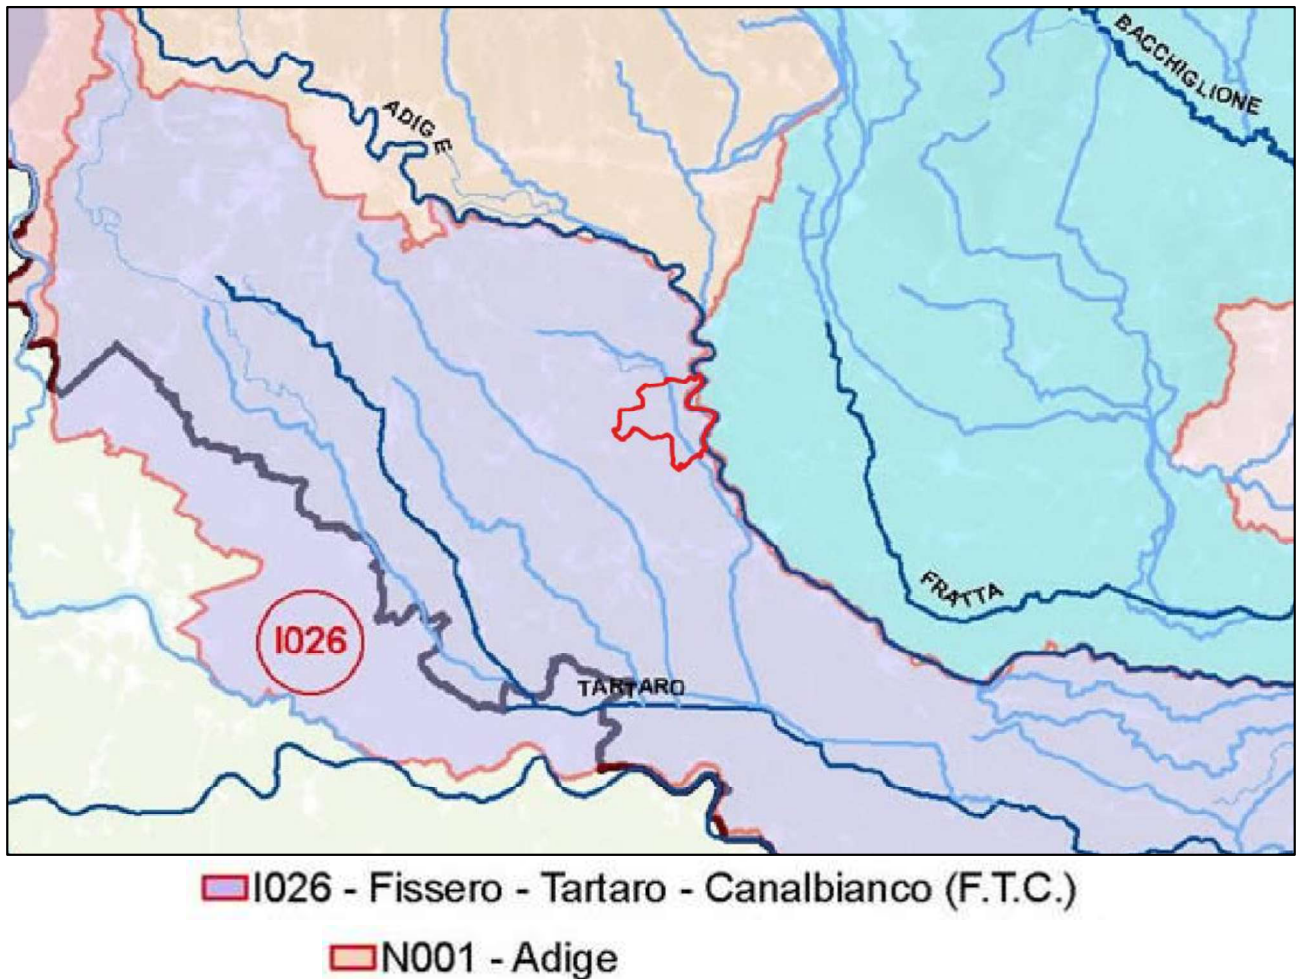 BACCHIGLIONE
ADIGE
FRATTA
I026
TARTARO
I026 - Fissero - Tartaro - Canalbianco (F.T.C.)
N001 - Adige